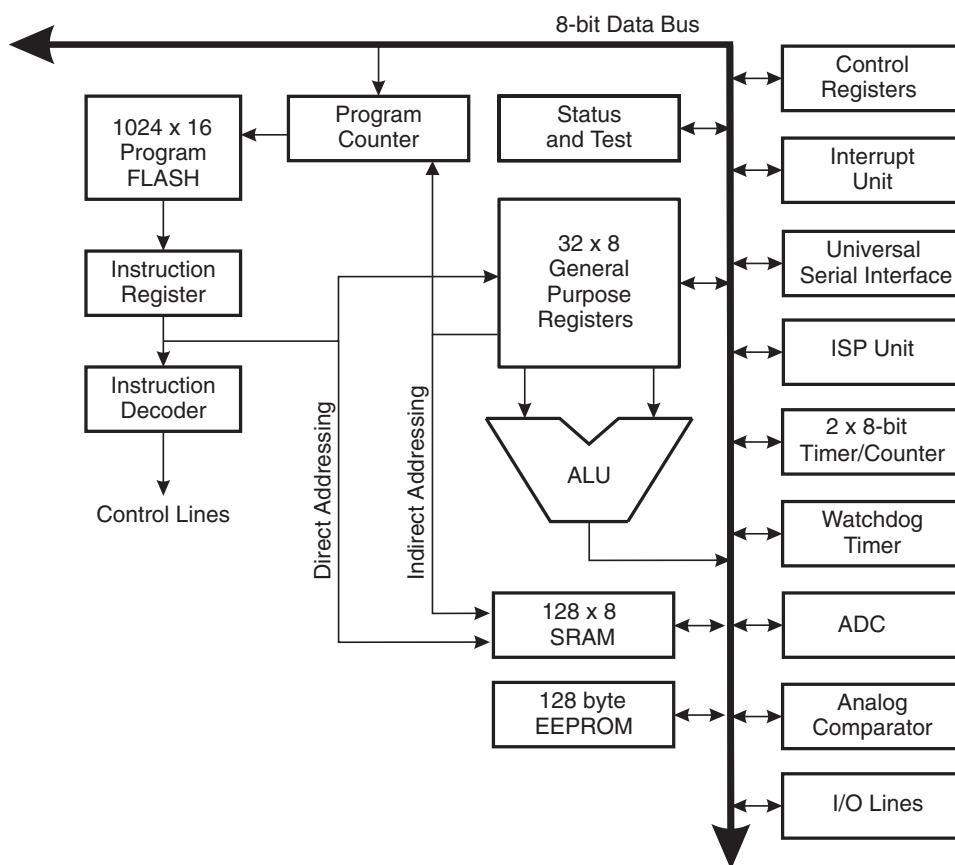 8-bit Data Bus
1024 x 16
Program
FLASH
Program
Counter
Instruction
Register
Instruction
Decoder
Control Lines
Direct Addressing
Indirect Addressing
Status
and Test
32 x 8
General
Purpose
Registers
ALU
128 x 8
SRAM
128 byte
EEPROM
Control
Registers
Interrupt
Unit
Universal
Serial Interface
ISP Unit
2 x 8-bit
Timer/Counter
Watchdog
Timer
ADC
Analog
Comparator
I/O Lines